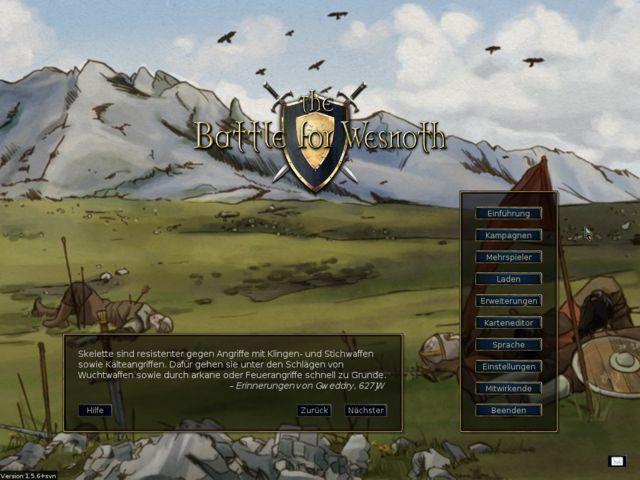 the
Battle for Wesnoth
Einführung
Kampagnen
Mehrspieler
Laden
Erweiterungen
Karteneditor
Sprache
Einstellungen
Mitwirkende
Beenden
Skelette sind resistenter gegen Angriffe mit Klingen- und Stichwaffen
sowie Kälteangriffen. Dafür gehen sie unter den Schlägen von
Wuchtwaffen sowie durch arkane oder Feuerangriffe schnell zu Grunde.
– Erinnerungen von Gweddry, 627JW
Hilfe
Zurück
Nächster
Version 1.5.6+svn